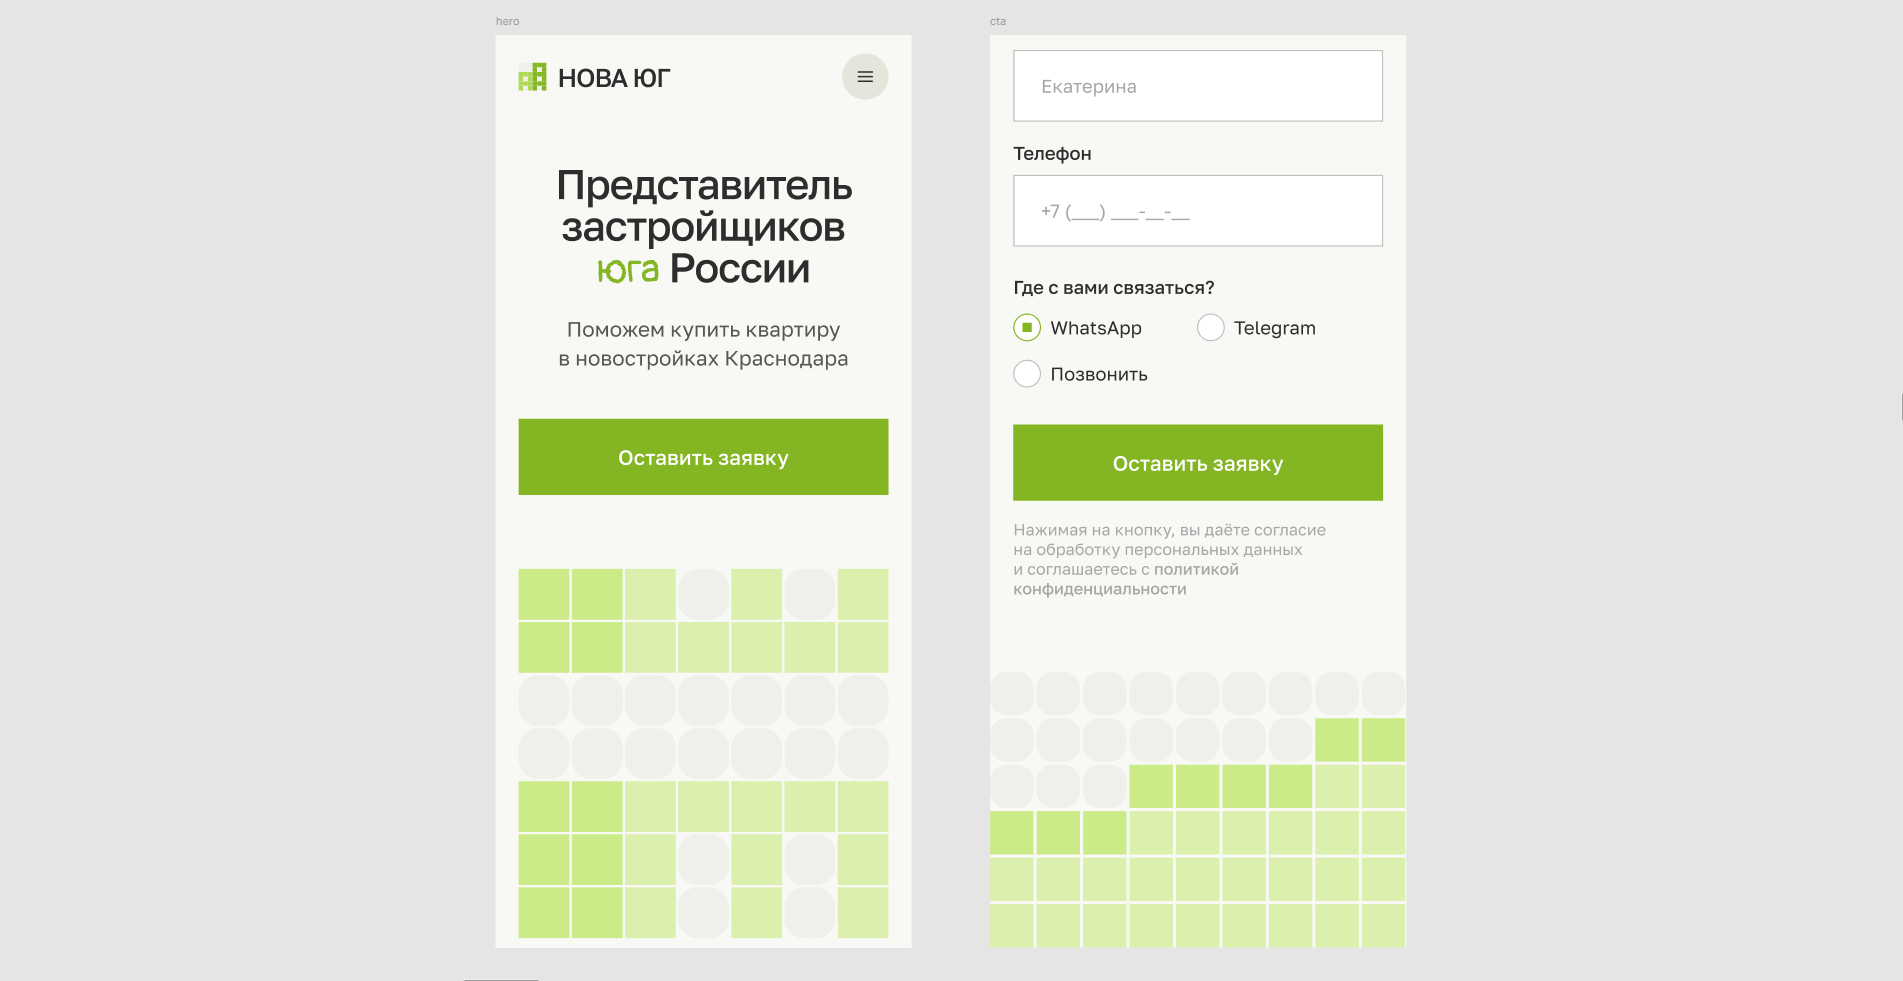 hero
НОВА ЮГ
Представитель
застройщиков
юга России
Поможем купить квартиру
в новостройках Краснодара
Оставить заявку
cta
Екатерина
Телефон
+7 (___) ___-__-__
Где с вами связаться?
WhatsApp
Telegram
Позвонить
Оставить заявку
Нажимая на кнопку, вы даёте согласие
на обработку персональных данных
и соглашаетесь с политикой
конфиденциальности